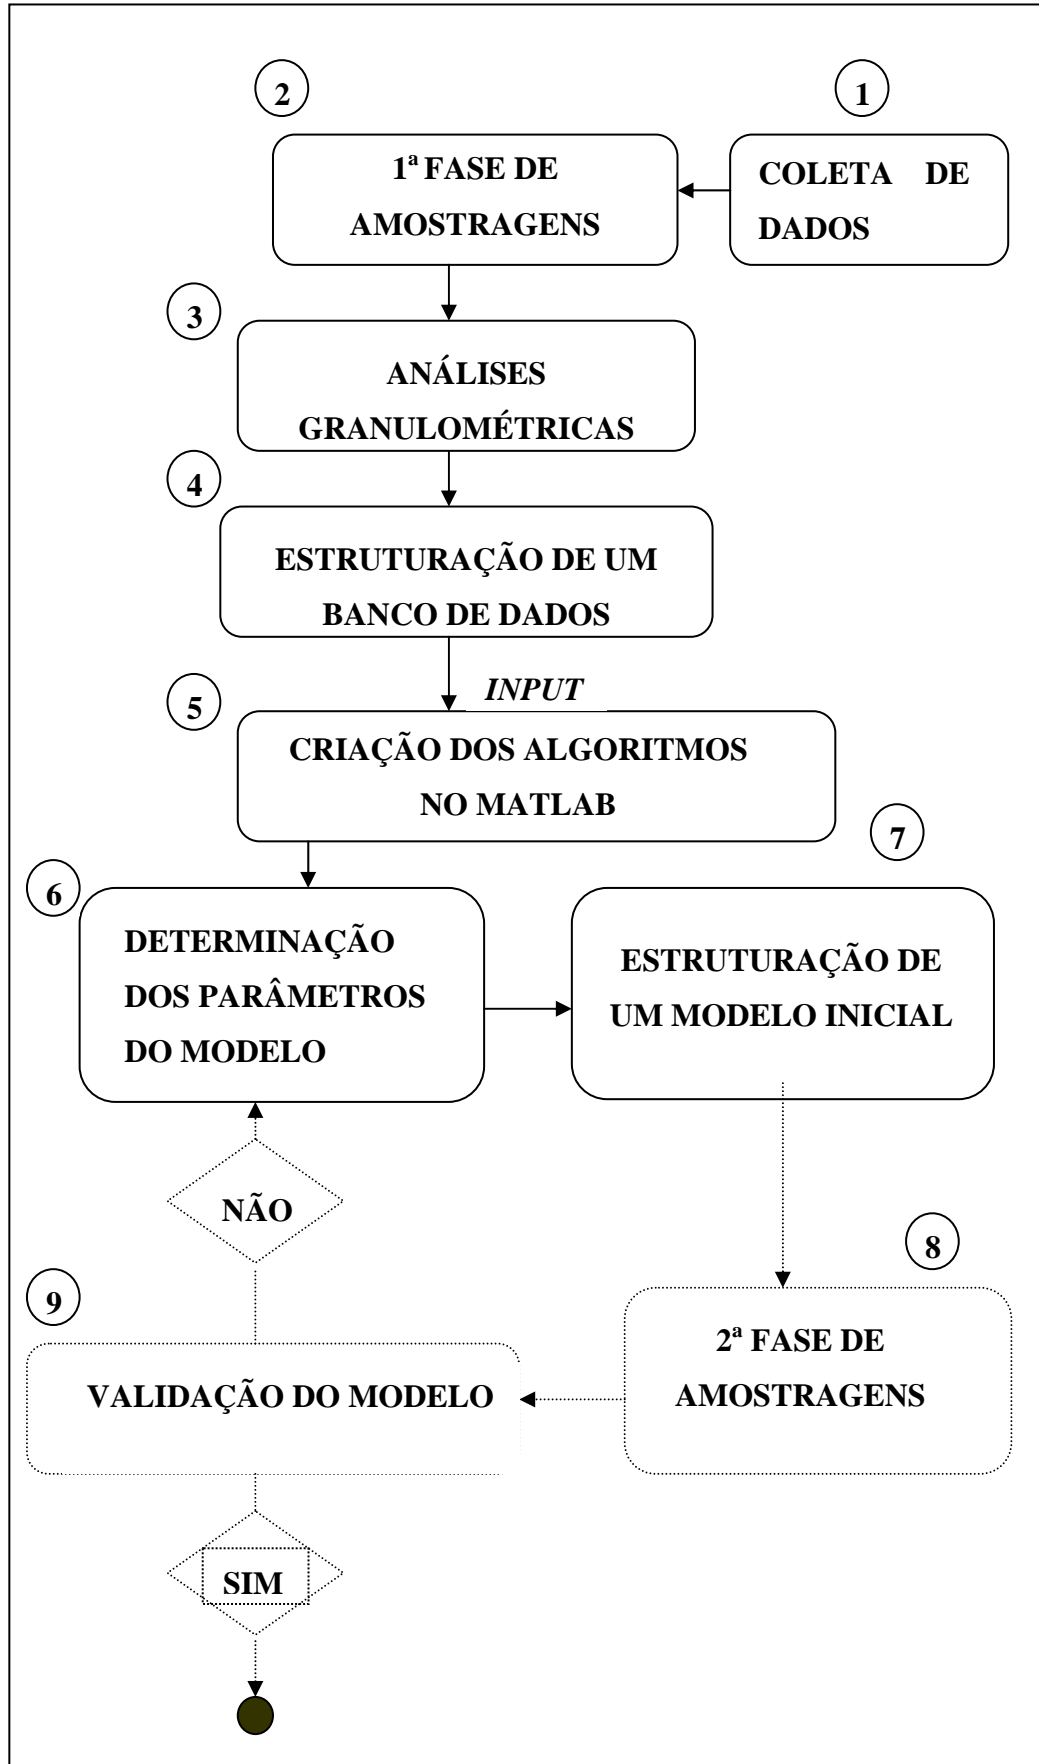 1
COLETA DE
DADOS
2
1ª FASE DE
AMOSTRAGENS
3
ANÁLISES
GRANULOMÉTRICAS
4
ESTRUTURAÇÃO DE UM
BANCO DE DADOS
INPUT
5
CRIAÇÃO DOS ALGORITMOS
NO MATLAB
6
DETERMINAÇÃO
DOS PARÂMETROS
DO MODELO
7
ESTRUTURAÇÃO DE
UM MODELO INICIAL
8
2ª FASE DE
AMOSTRAGENS
9
VALIDAÇÃO DO MODELO
NÃO
SIM